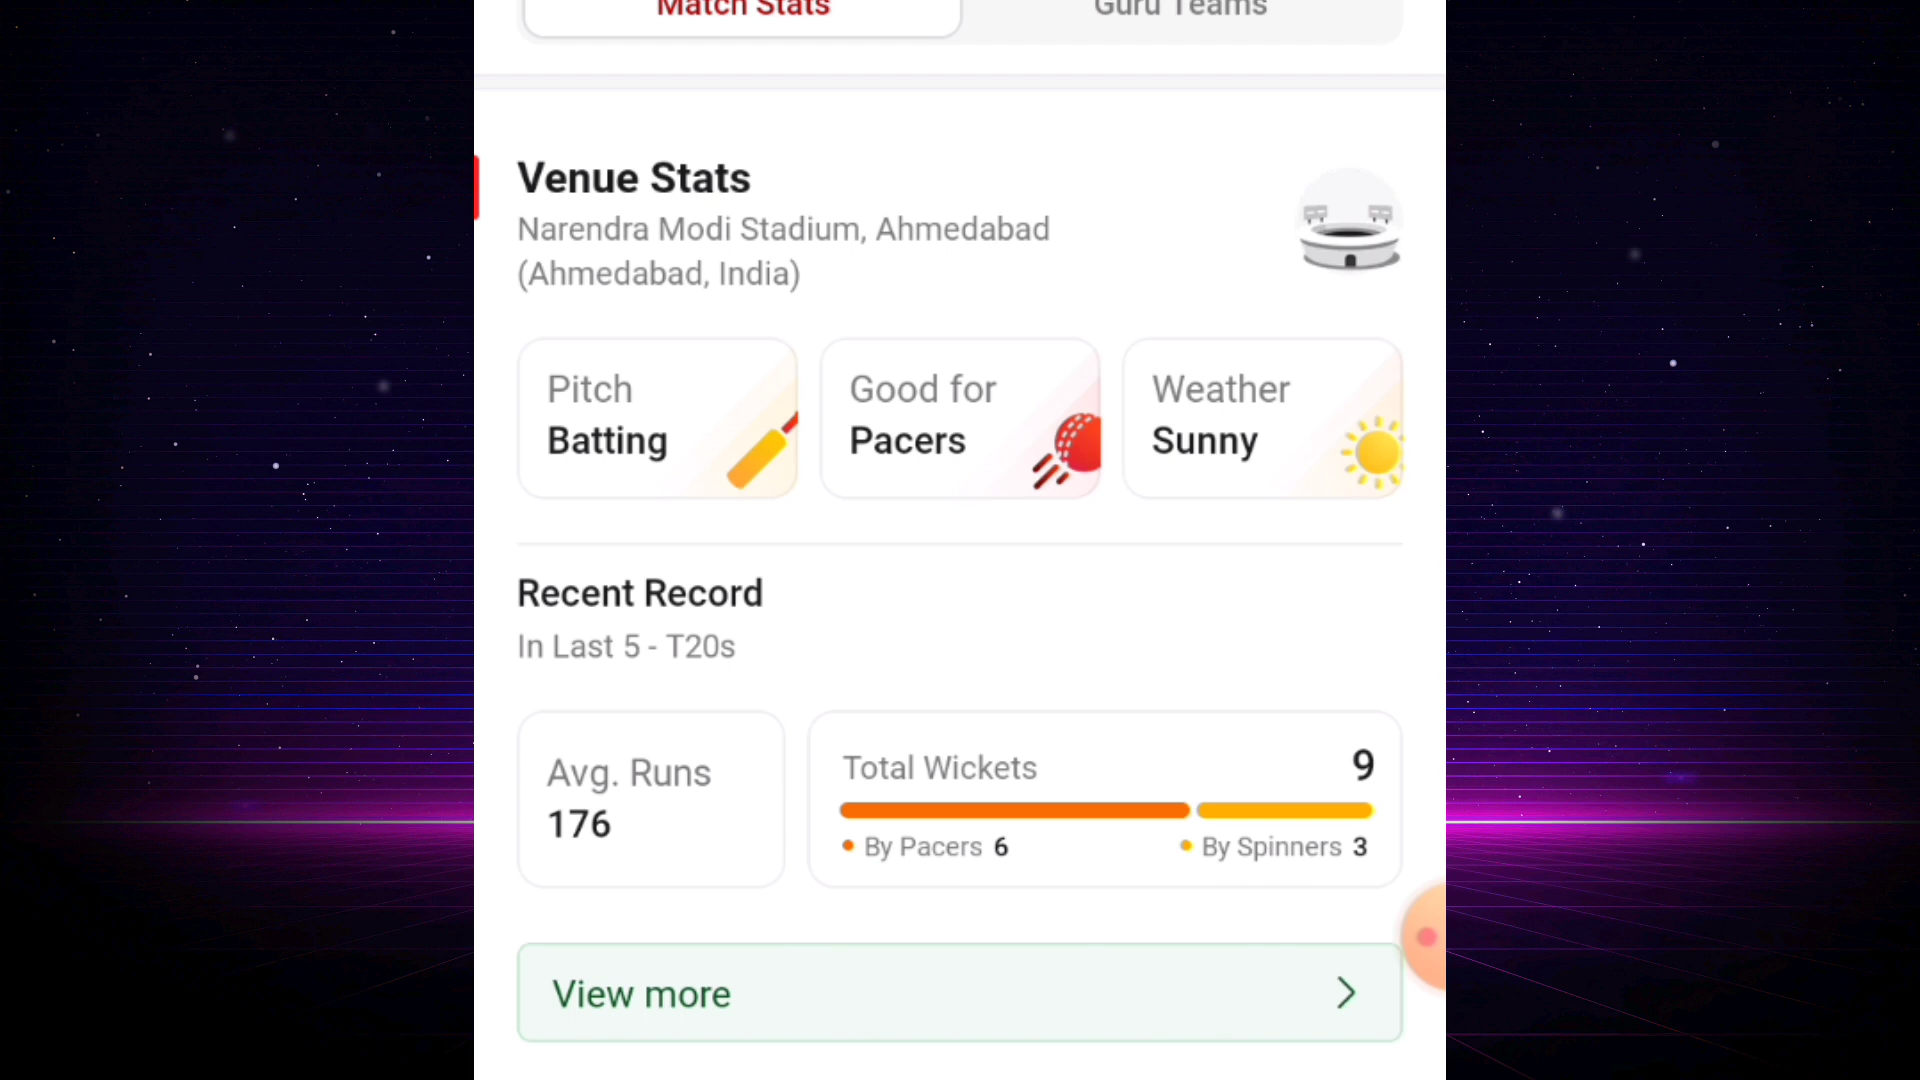 Match Stats
Guru Teams
Venue Stats
Narendra Modi Stadium, Ahmedabad
(Ahmedabad, India)
Pitch
Batting
Good for
Pacers
Weather
Sunny
Recent Record
In Last 5 - T20s
Avg. Runs
176
Total Wickets 9
By Pacers 6
By Spinners 3
View more